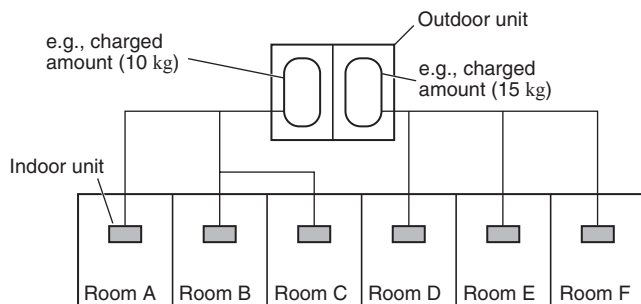 Outdoor unit
e.g., charged
amount (10 kg)
e.g., charged
amount (15 kg)
Indoor unit
Room A
Room B
Room C
Room D
Room E
Room F